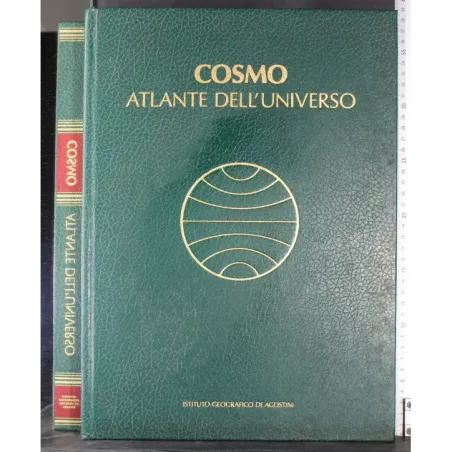 COSMO
ATLANTE DELL'UNIVERSO
ISTITUTO GEOGRAFICO DE AGOSTINI
COSMO
ATLANTE DELL'UNIVERSO